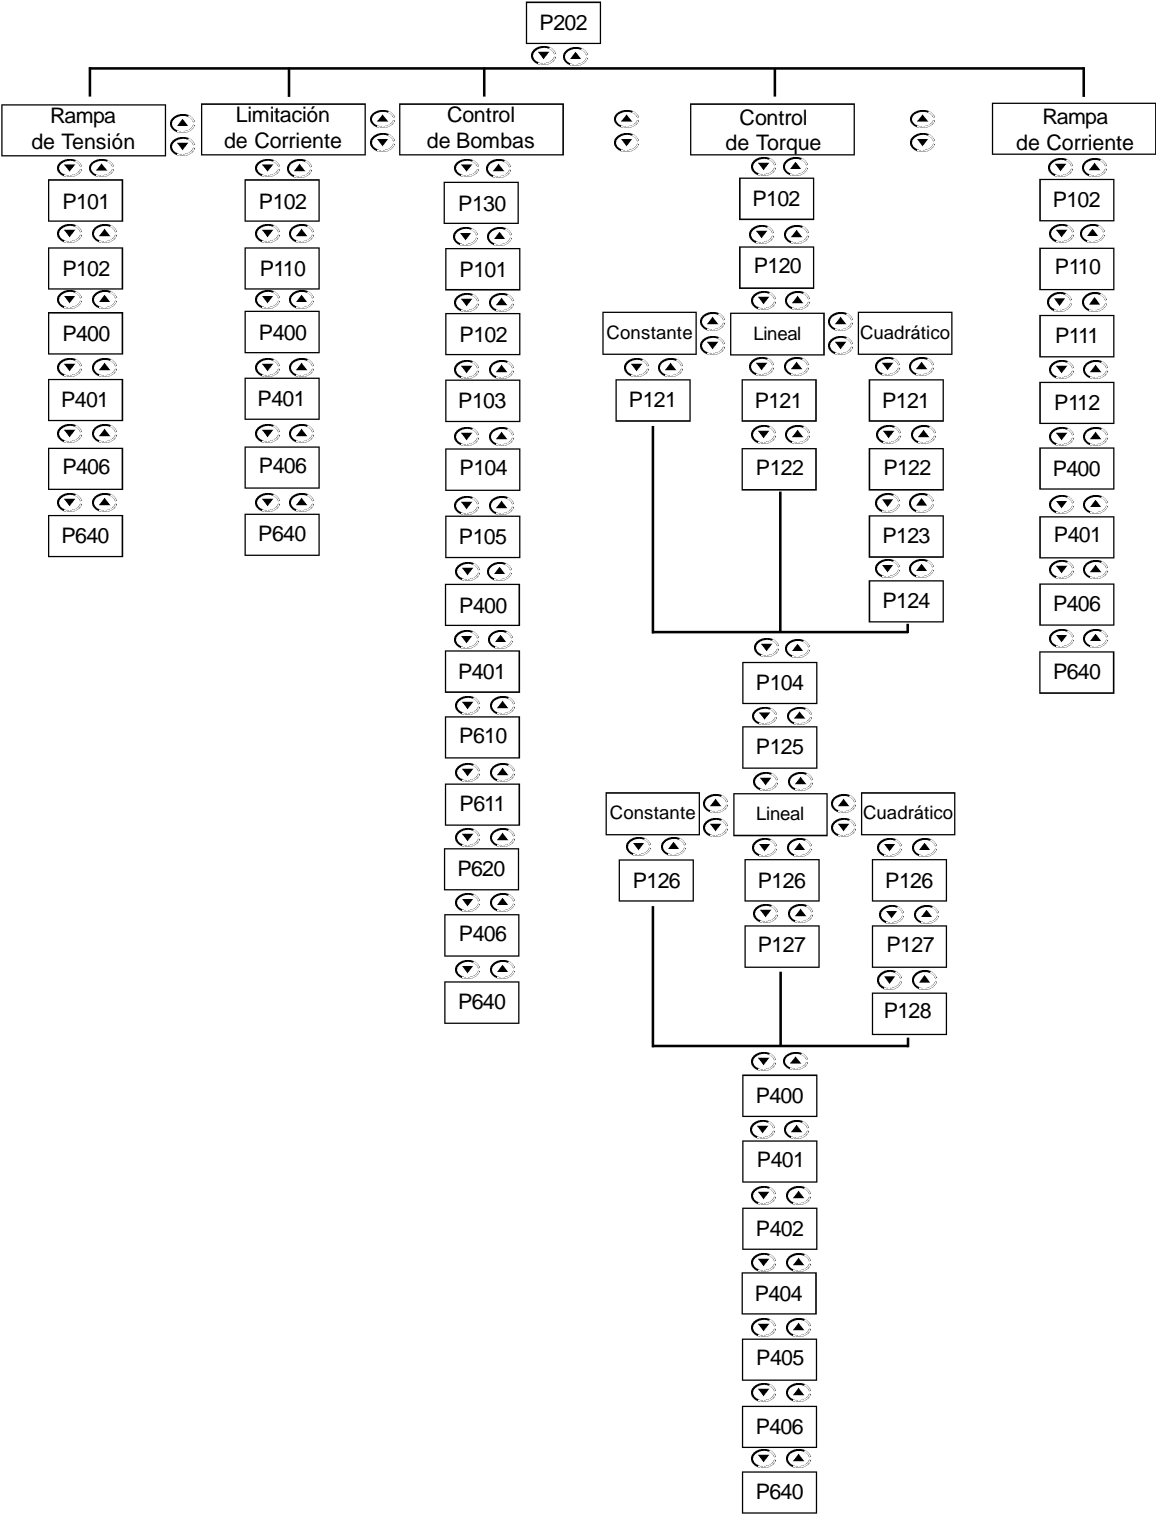 P202
Rampa
de Tensión
P101
P102
P400
P401
P406
P640
Limitación
de Corriente
P102
P110
P400
P401
P406
P640
Control
de Bombas
P130
P101
P102
P103
P104
P105
P400
P401
P610
P611
P620
P406
P640
Control
de Torque
P102
P120
Constante
P121
Lineal
P121
P122
Cuadrático
P121
P122
P123
P124
P104
P125
Constante
P126
Lineal
P126
P127
Cuadrático
P126
P127
P128
P400
P401
P402
P404
P405
P406
P640
Rampa
de Corriente
P102
P110
P111
P112
P400
P401
P406
P640